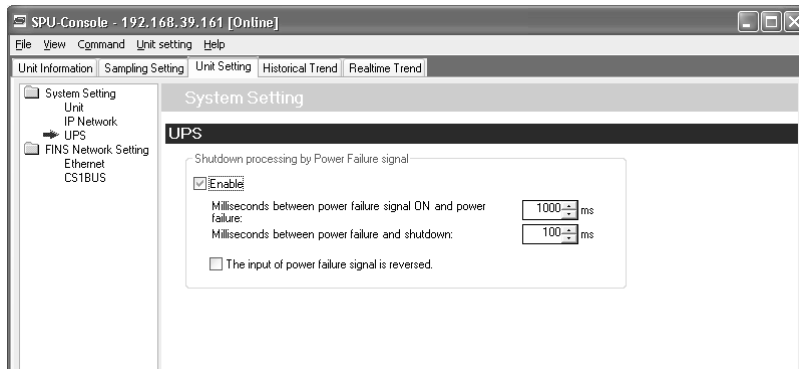 SPU-Console - 192.168.39.161 [Online]
File View Command Unit setting Help
Unit Information Sampling Setting Unit Setting Historical Trend Realtime Trend
System Setting
Unit
IP Network
UPS
FINS Network Setting
Ethernet
CS1BUS
System Setting
UPS
Shutdown processing by Power Failure signal
Enable
Milliseconds between power failure signal ON and power
failure:
1000 ms
Milliseconds between power failure and shutdown:
100 ms
The input of power failure signal is reversed.